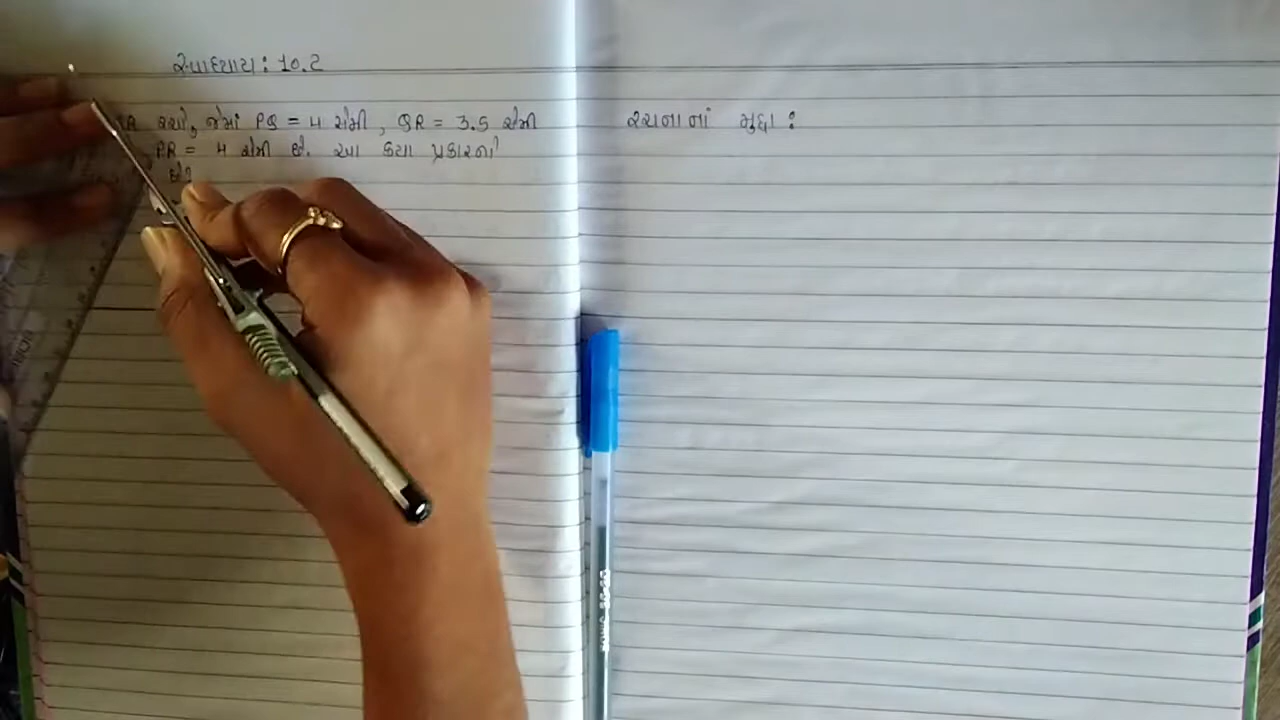 સ્વાધ્યાય: 10.2
રચો, જેમાં PQ = 4 સેમી, QR = 3.5 સેમી
PR = 4 સેમી છે. આ કયા પ્રકારનો
છે?
રચનાનાં મુદ્દા: